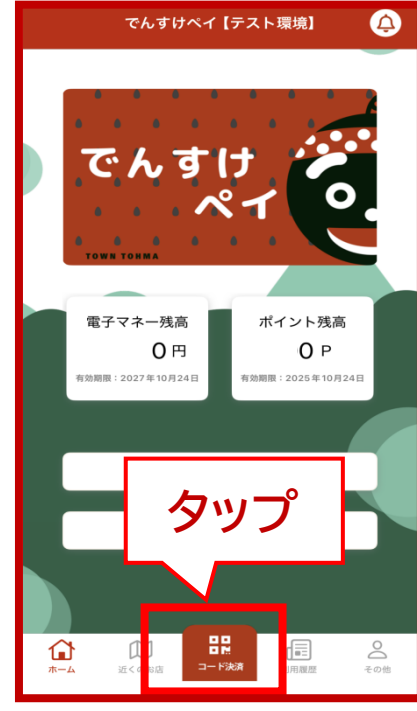 でんすけペイ【テスト環境】
でんすけ
ペイ
TOWN TOHMA
電子マネー残高
0 円
有効期限:2027年10月24日
ポイント残高
0 P
有効期限:2025年10月24日
タップ
ホーム
近くのお店
コード決済
利用履歴
その他